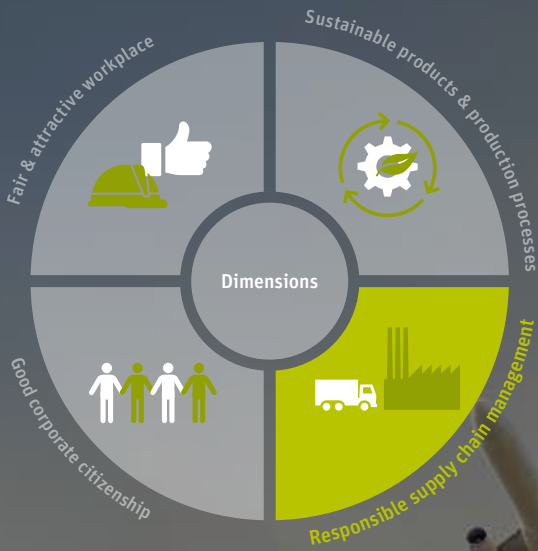 Fair & attractive workplace
Sustainable products & production processes
Dimensions
Good corporate citizenship
Responsible supply chain management